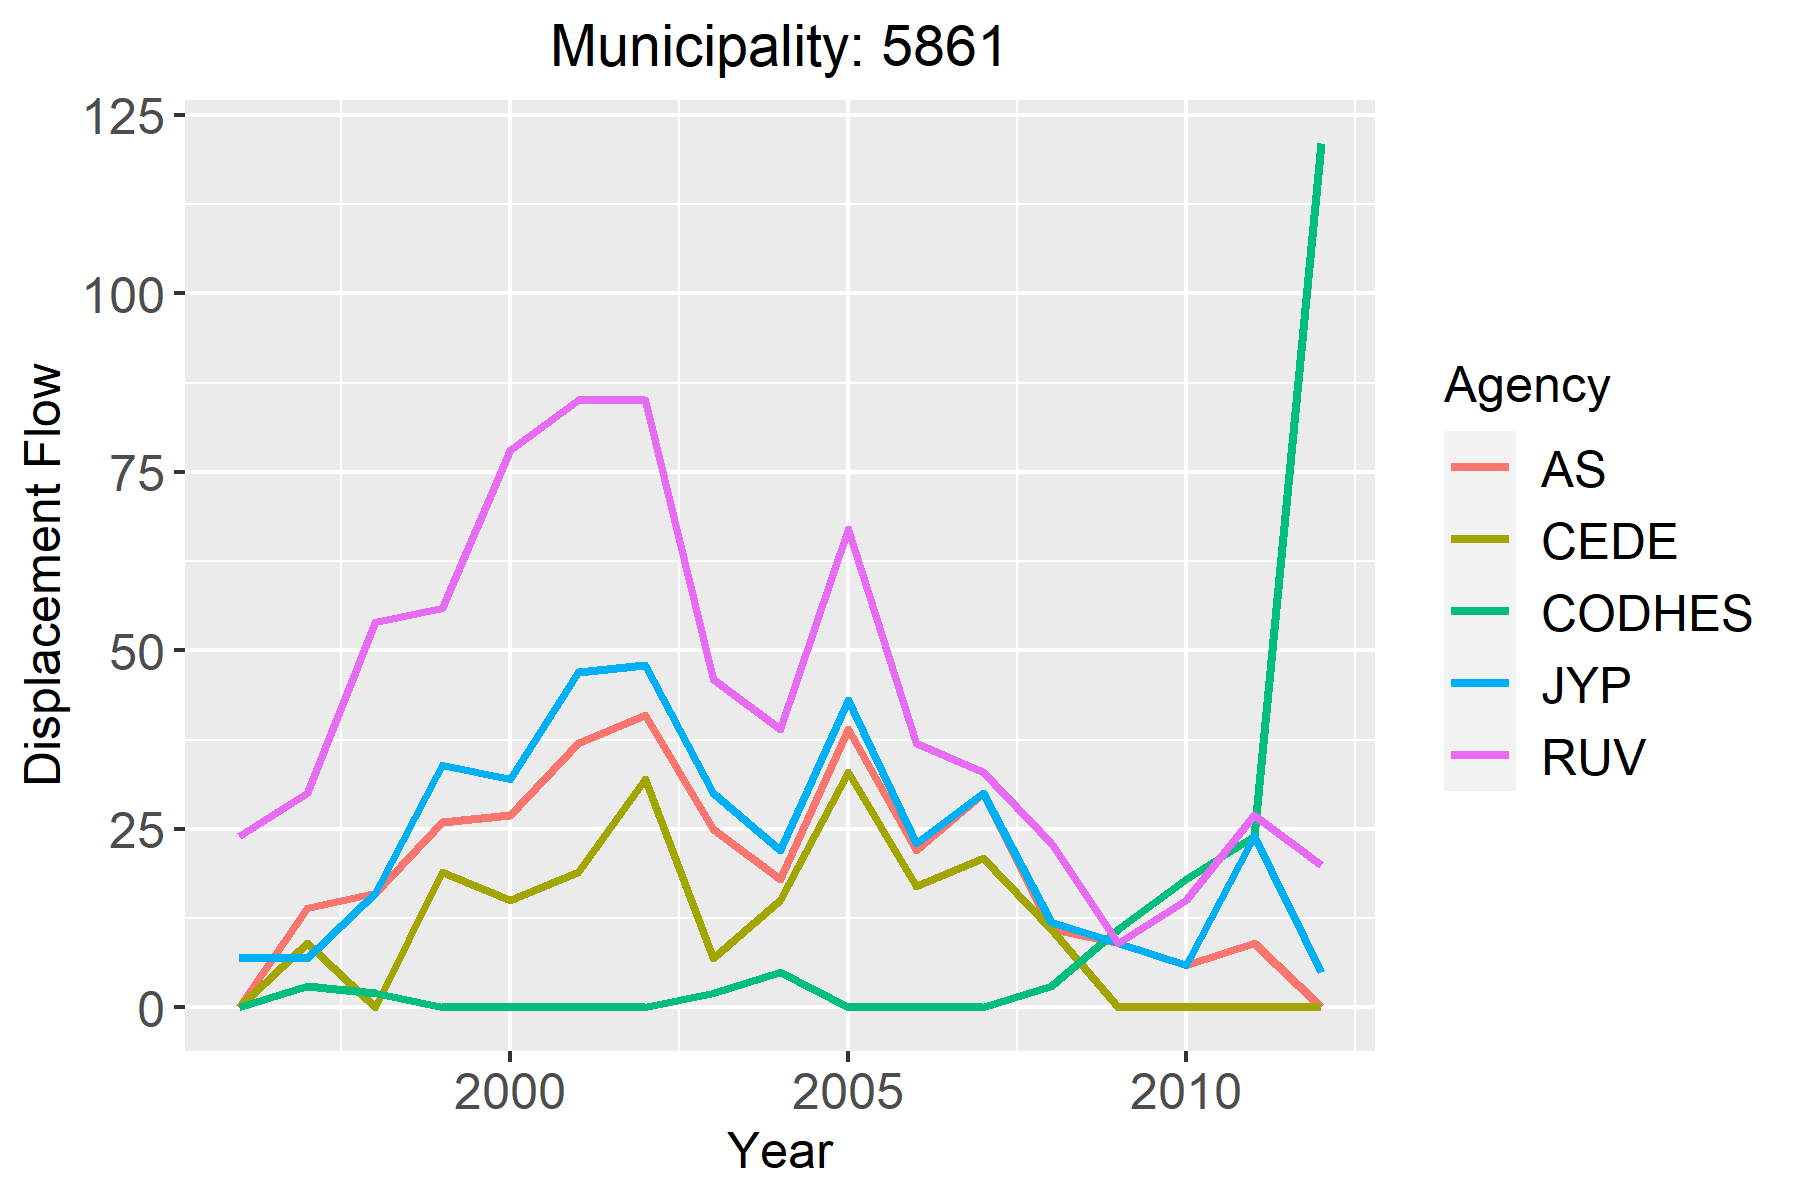 Municipality: 5861
125
100
75
50
25
0
Displacement Flow
2000 2005 2010
Year
Agency
AS
CEDE
CODHES
JYP
RUV